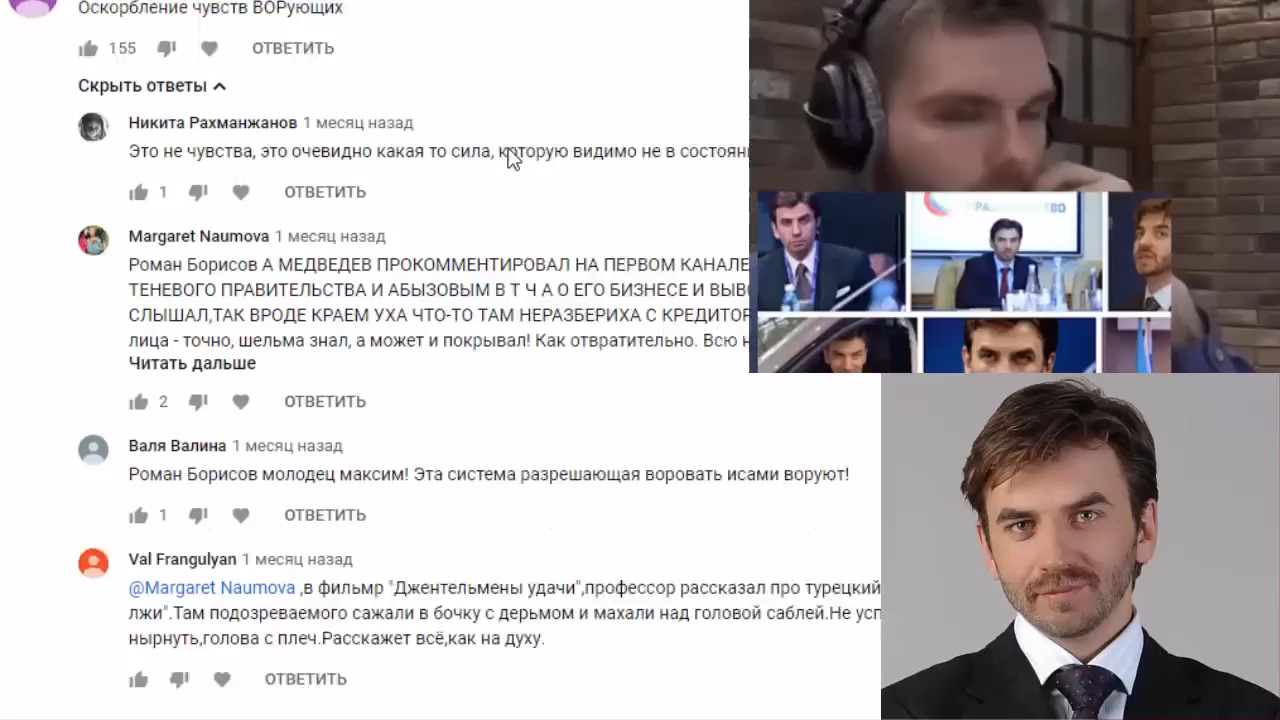 Оскорбление чувств ВОРующих
155 ОТВЕТИТЬ
Скрыть ответы
Никита Рахманжанов 1 месяц назад
Это не чувства, это очевидно какая то сила, которую видимо не в
1 ОТВЕТИТЬ
Margaret Naumova 1 месяц назад
Роман Борисов А МЕДВЕДЕВ ПРОКОММЕНТИРОВАЛ НА ПЕРВОМ КАНАЛЕ
ТЕНЕВОГО ПРАВИТЕЛЬСТВА И АБЫЗОВЫМ В Т Ч А О ЕГО БИЗНЕСЕ И
СЛЫШАЛ,ТАК ВРОДЕ КРАЕМ УХА ЧТО-ТО ТАМ НЕРАЗБЕРИХА С
лица - точно, шельма знал, а может и покрывал! Как отвратительно. Всю
Читать дальше
2 ОТВЕТИТЬ
Валя Валина 1 месяц назад
Роман Борисов молодец максим! Эта система разрешающая воровать исами воруют!
1 ОТВЕТИТЬ
Val Frangulyan 1 месяц назад
@Margaret Naumova ,в фильмр "Джентельмены удачи",профессор рассказал про турецкий
лжи".Там подозреваемого сажали в бочку с дерьмом и махали над головой саблей.Не
нырнуть,голова с плеч.Расскажет всё,как на духу.
ОТВЕТИТЬ